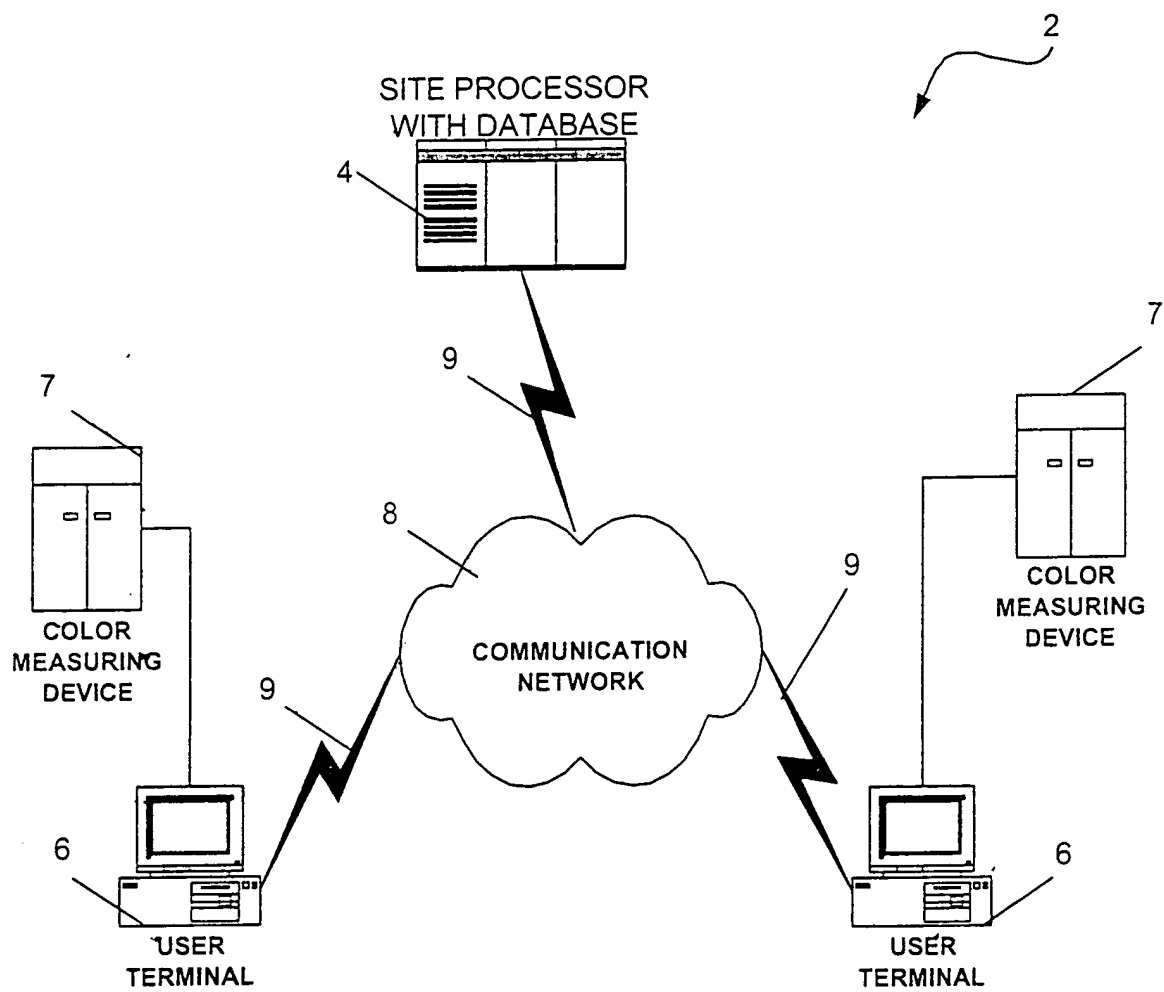 2
SITE PROCESSOR
WITH DATABASE
4
9
7
7
8
9
COLOR
MEASURING
DEVICE
COLOR
MEASURING
DEVICE
COMMUNICATION
NETWORK
9
6
6
USER
TERMINAL
USER
TERMINAL